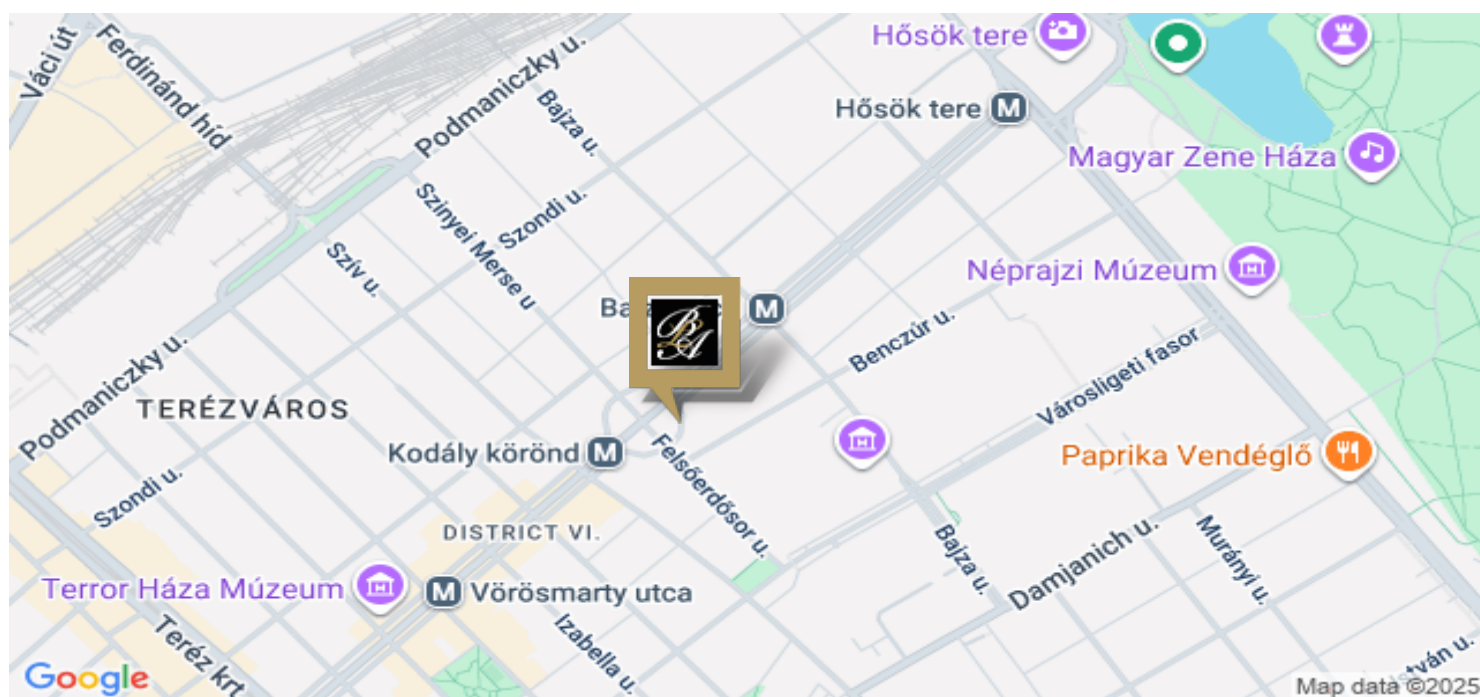 Váci út
Ferdinánd híd
Podmaniczky u.
Bajza u.
Hősök tere
Hősök tere M
Magyar Zene Háza
Szinyei Merse u
Szondi u.
Szív u.
Néprajzi Múzeum
M
Benczúr u.
Városligeti fasor
Podmaniczky u.
TERÉZVÁROS
Kodály körönd M
Felsőerdősor u.
Paprika Vendéglő
Szondi u.
DISTRICT VI.
Bajza u.
Damjanich u.
Murányi u.
Terror Háza Múzeum
M Vörösmarty utca
Izabella u.
Teréz krt
Google
Map data ©2025